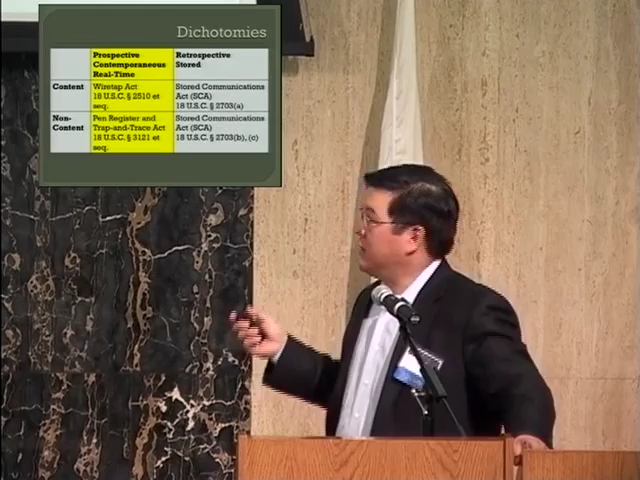 Dichotomies
Prospective Retrospective
Contemporaneous Stored
Real-Time
Content Wiretap Act Stored Communications
18 U.S.C. § 2510 et Act (SCA)
seq. 18 U.S.C. § 2703(a)
Non- Pen Register and Stored Communications
Content Trap-and-Trace Act Act (SCA)
18 U.S.C. § 3121 et 18 U.S.C. § 2703(b), (c)
seq.